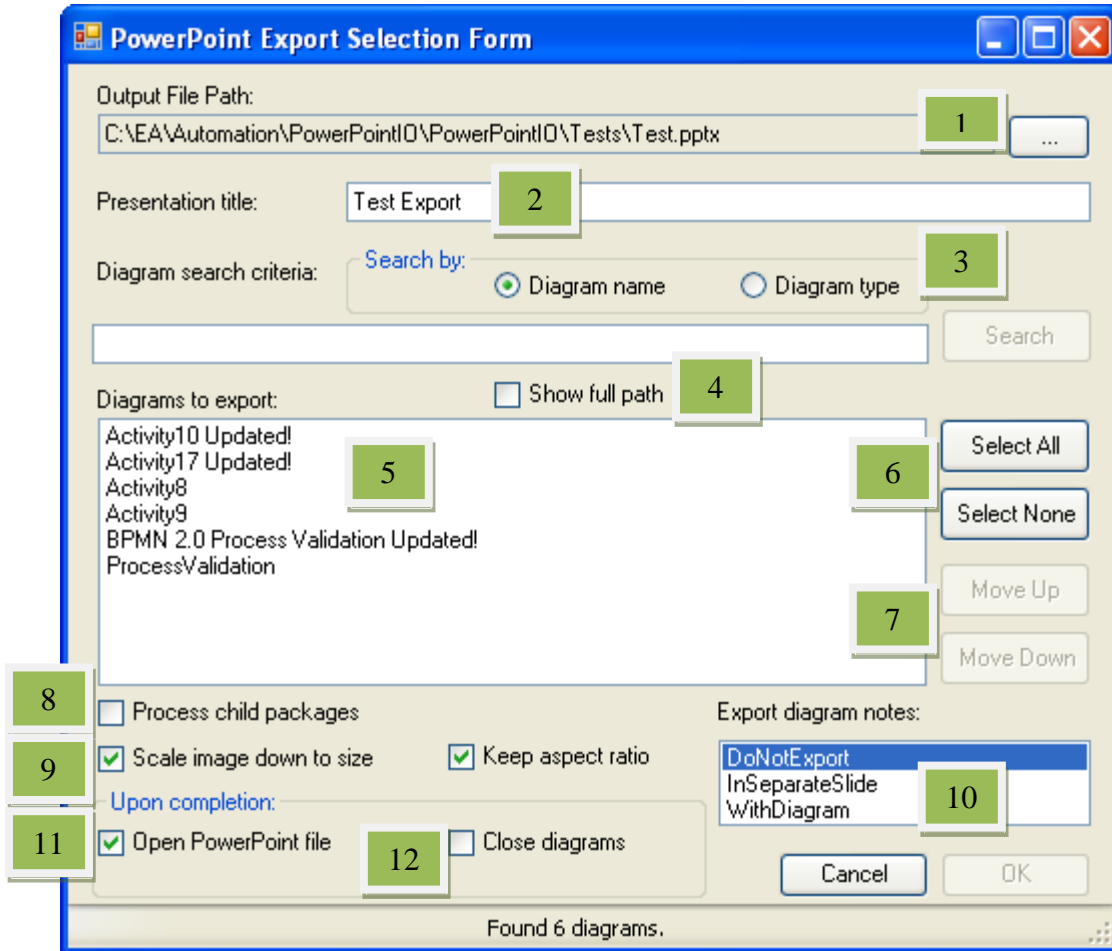 PowerPoint Export Selection Form
Output File Path:
C:\EA\Automation\PowerPointIO\PowerPointIO\Tests\Test.pptx 1 ...
Presentation title: Test Export 2
Diagram search criteria: Search by: Diagram name Diagram type 3
Search
Show full path 4
Diagrams to export:
Activity10 Updated!
Activity17 Updated!
Activity8
Activity9
BPMN 2.0 Process Validation Updated!
ProcessValidation
5
6 Select All
Select None
7 Move Up
Move Down
8 Process child packages
Export diagram notes:
9 Scale image down to size Keep aspect ratio
DoNotExport
InSeparateSlide
WithDiagram
10
Upon completion:
11 Open PowerPoint file 12 Close diagrams
Cancel OK
Found 6 diagrams.